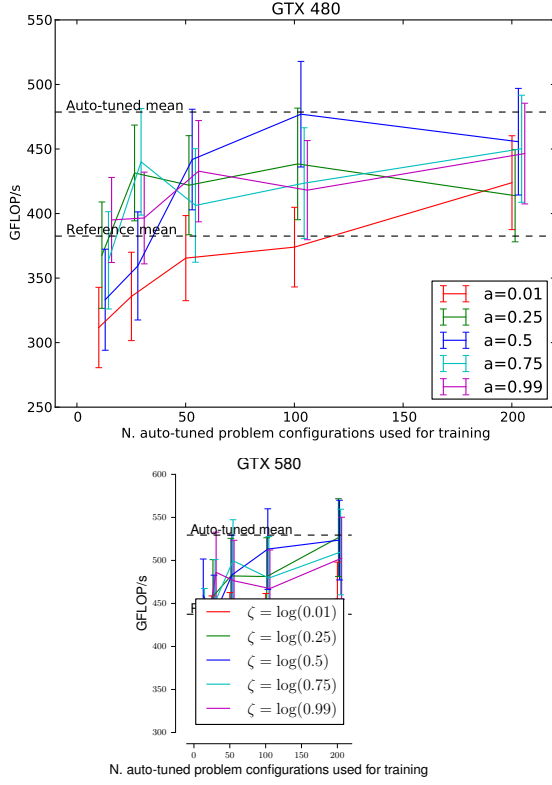 GTX 480
550
500
450
400
350
300
250
GFLOP/s
Auto-tuned mean
Reference mean
a=0.01
a=0.25
a=0.5
a=0.75
a=0.99
0 50 100 150 200
N. auto-tuned problem configurations used for training
GTX 580
600
550
500
450
400
350
300
GFLOP/s
Auto-tuned mean
ζ = log(0.01)
ζ = log(0.25)
ζ = log(0.5)
ζ = log(0.75)
ζ = log(0.99)
0 50 100 150 200
N. auto-tuned problem configurations used for training